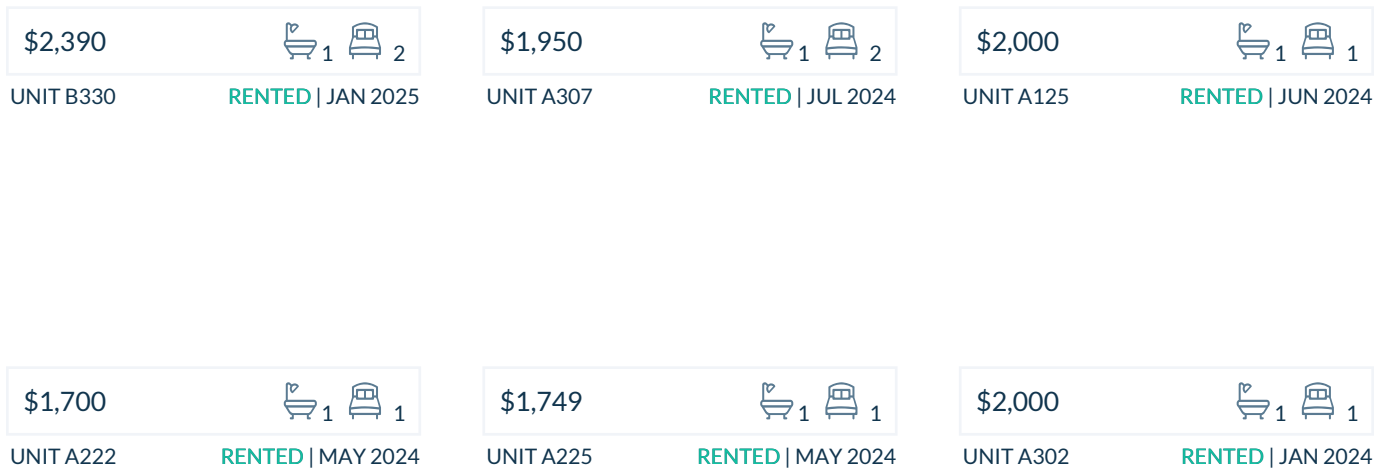 $2,390 1 2
UNIT B330 RENTED | JAN 2025
$1,950 1 2
UNIT A307 RENTED | JUL 2024
$2,000 1 1
UNIT A125 RENTED | JUN 2024
$1,700 1 1
UNIT A222 RENTED | MAY 2024
$1,749 1 1
UNIT A225 RENTED | MAY 2024
$2,000 1 1
UNIT A302 RENTED | JAN 2024